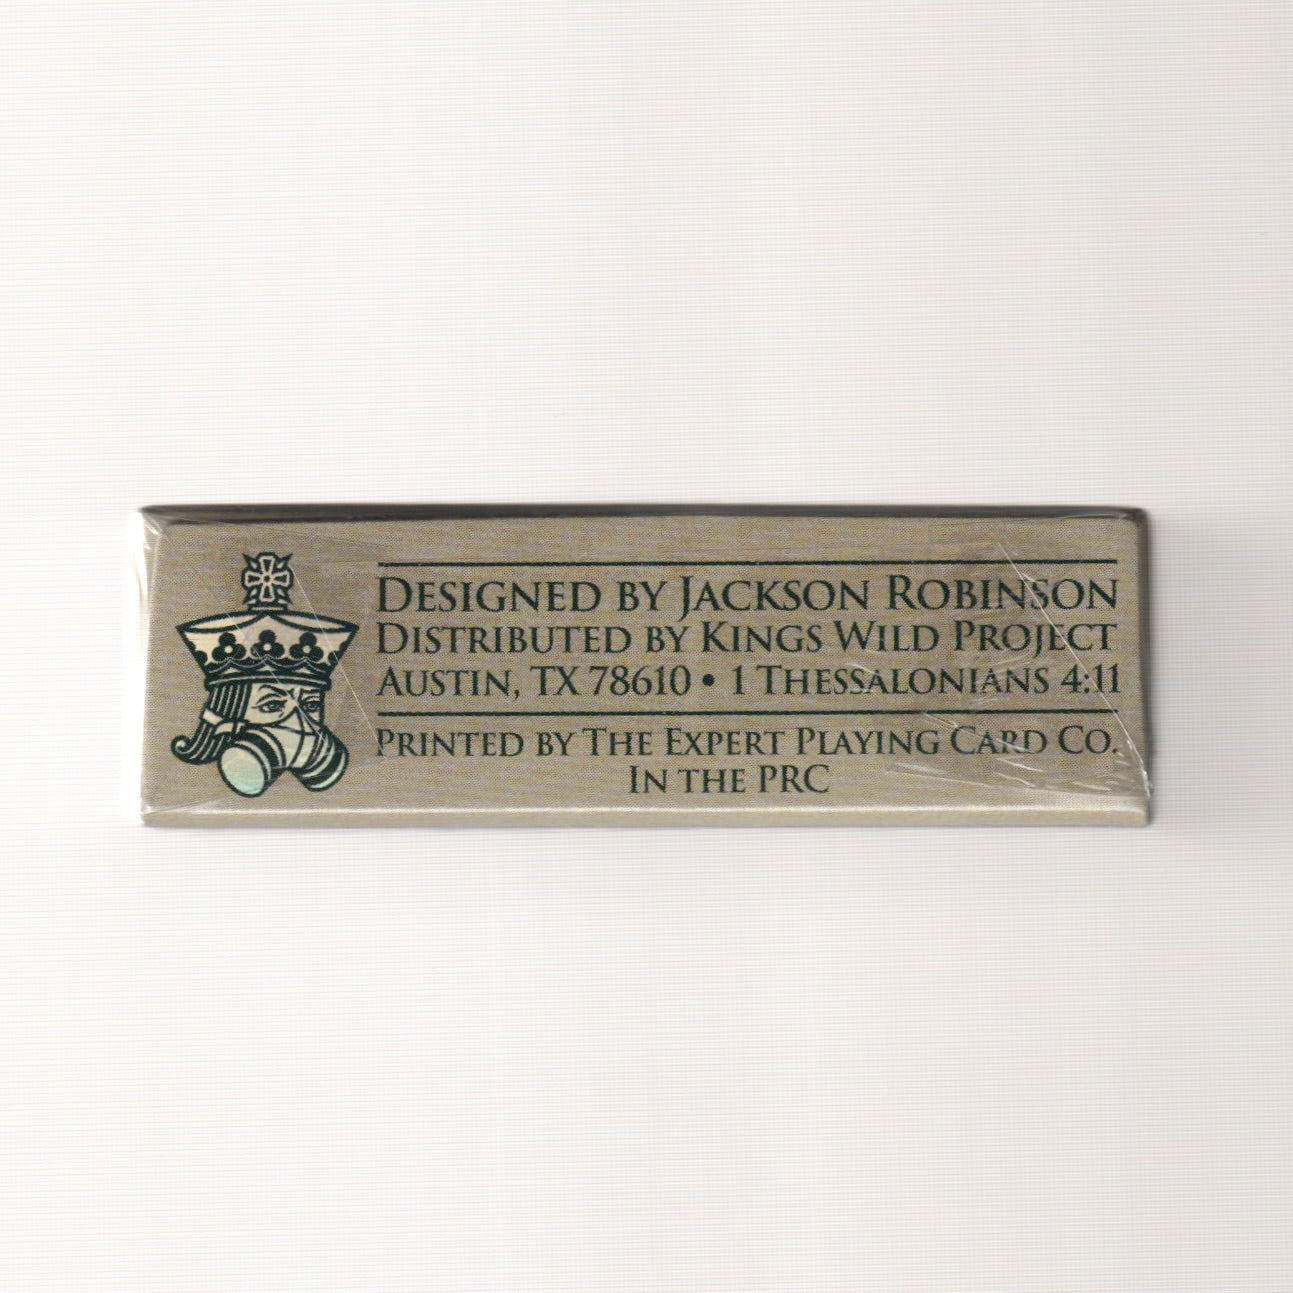 Designed by Jackson Robinson
Distributed by Kings Wild Project
Austin, TX 78610 • 1 Thessalonians 4:11
Printed by The Expert Playing Card Co.
In the PRC